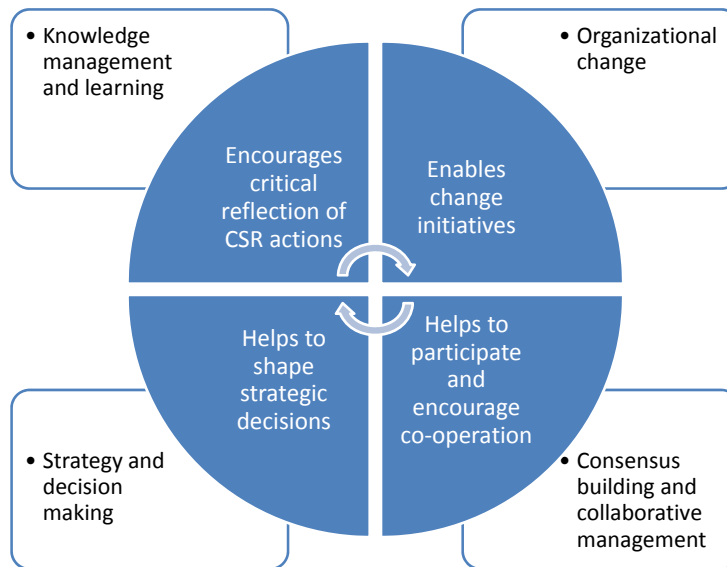 • Knowledge
management
and learning
• Organizational
change
Encourages
critical
reflection of
CSR actions
Enables
change
initiatives
Helps to
shape
strategic
decisions
Helps to
participate
and
encourage
co-operation
• Strategy and
decision
making
• Consensus
building and
collaborative
management